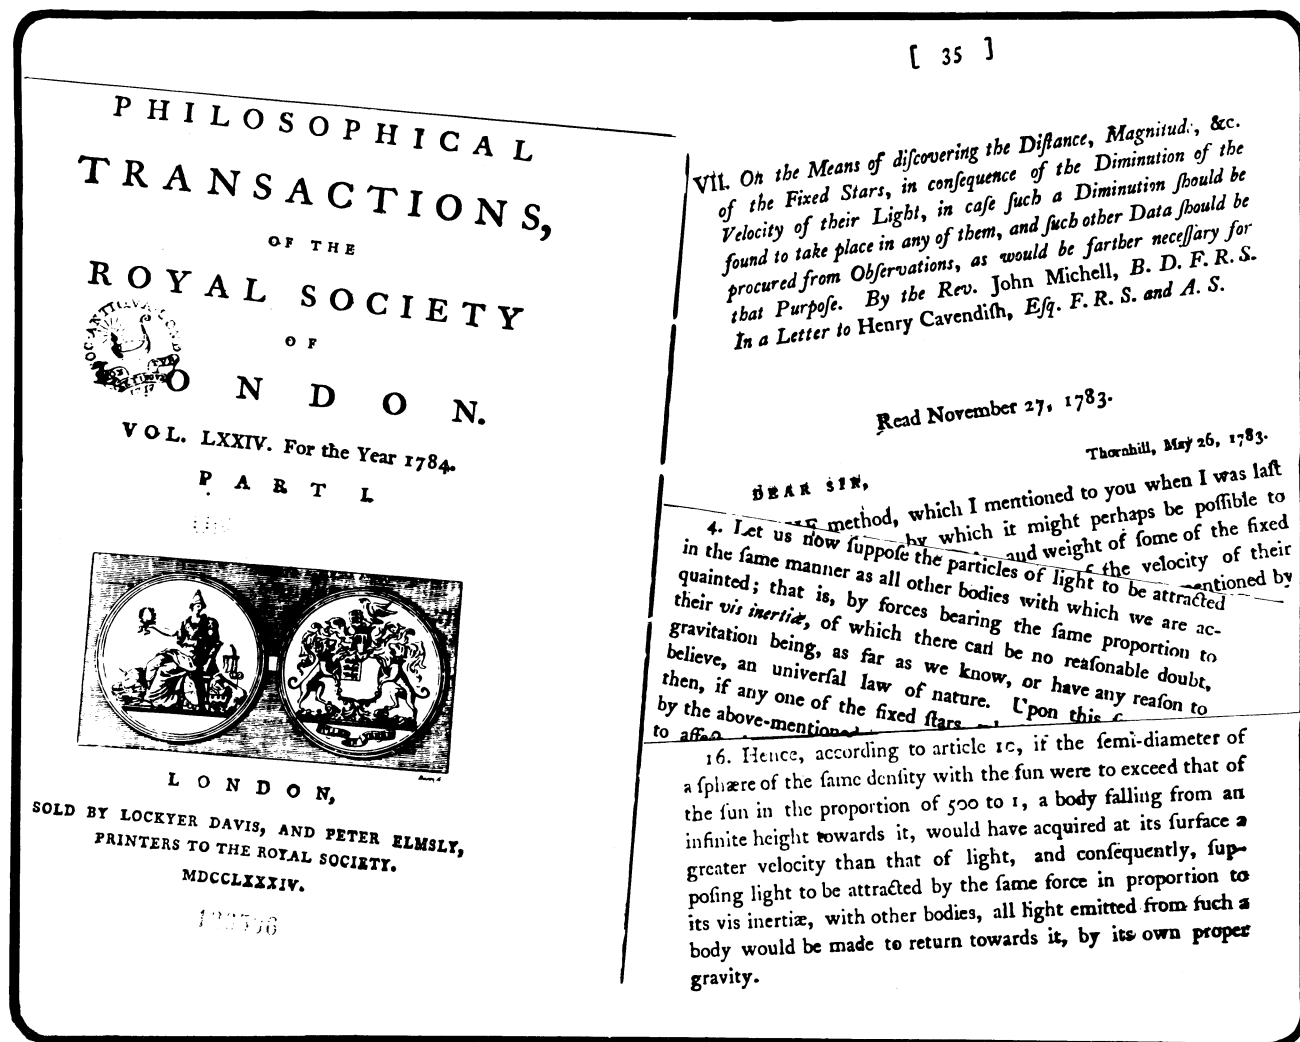 PHILOSOPHICAL
TRANSACTIONS,
OF THE
ROYAL SOCIETY
OF
ONDON.
VOL. LXXIV. For the Year 1784.
PART I.
LONDON,
SOLD BY LOCKYER DAVIS, AND PETER ELMSLY,
PRINTERS TO THE ROYAL SOCIETY.
MDCCLXXXIV.
[ 35 ]
VII. On the Means of diſcovering the Diſtance, Magnitud., &c.
of the Fixed Stars, in conſequence of the Diminution of the
Velocity of their Light, in caſe ſuch a Diminution ſhould be
found to take place in any of them, and ſuch other Data ſhould be
procured from Obſervations, as would be farther neceſſary for
that Purpoſe. By the Rev. John Michell, B. D. F. R. S.
In a Letter to Henry Cavendiſh, Eſq. F. R. S. and A. S.
Read November 27, 1783.
Thornhill, May 26, 1783.
DEAR SIR,
method, which I mentioned to you when I was laſt
by which it might perhaps be poſſible to
and weight of ſome of the fixed
the velocity of their
mentioned by
4. Let us now ſuppoſe the particles of light to be attracted
in the ſame manner as all other bodies with which we are ac-
quainted; that is, by forces bearing the ſame proportion to
their vis inertiæ, of which there can be no reaſonable doubt,
gravitation being, as far as we know, or have any reaſon to
believe, an univerſal law of nature. Upon this
then, if any one of the fixed ſtars
by the above-mentioned
to
16. Hence, according to article 10, if the ſemi-diameter of
a ſphære of the ſame denſity with the ſun were to exceed that of
the ſun in the proportion of 500 to 1, a body falling from an
infinite height towards it, would have acquired at its ſurface a
greater velocity than that of light, and conſequently, ſup-
poſing light to be attracted by the ſame force in proportion to
its vis inertiæ, with other bodies, all light emitted from ſuch a
body would be made to return towards it, by its own proper
gravity.